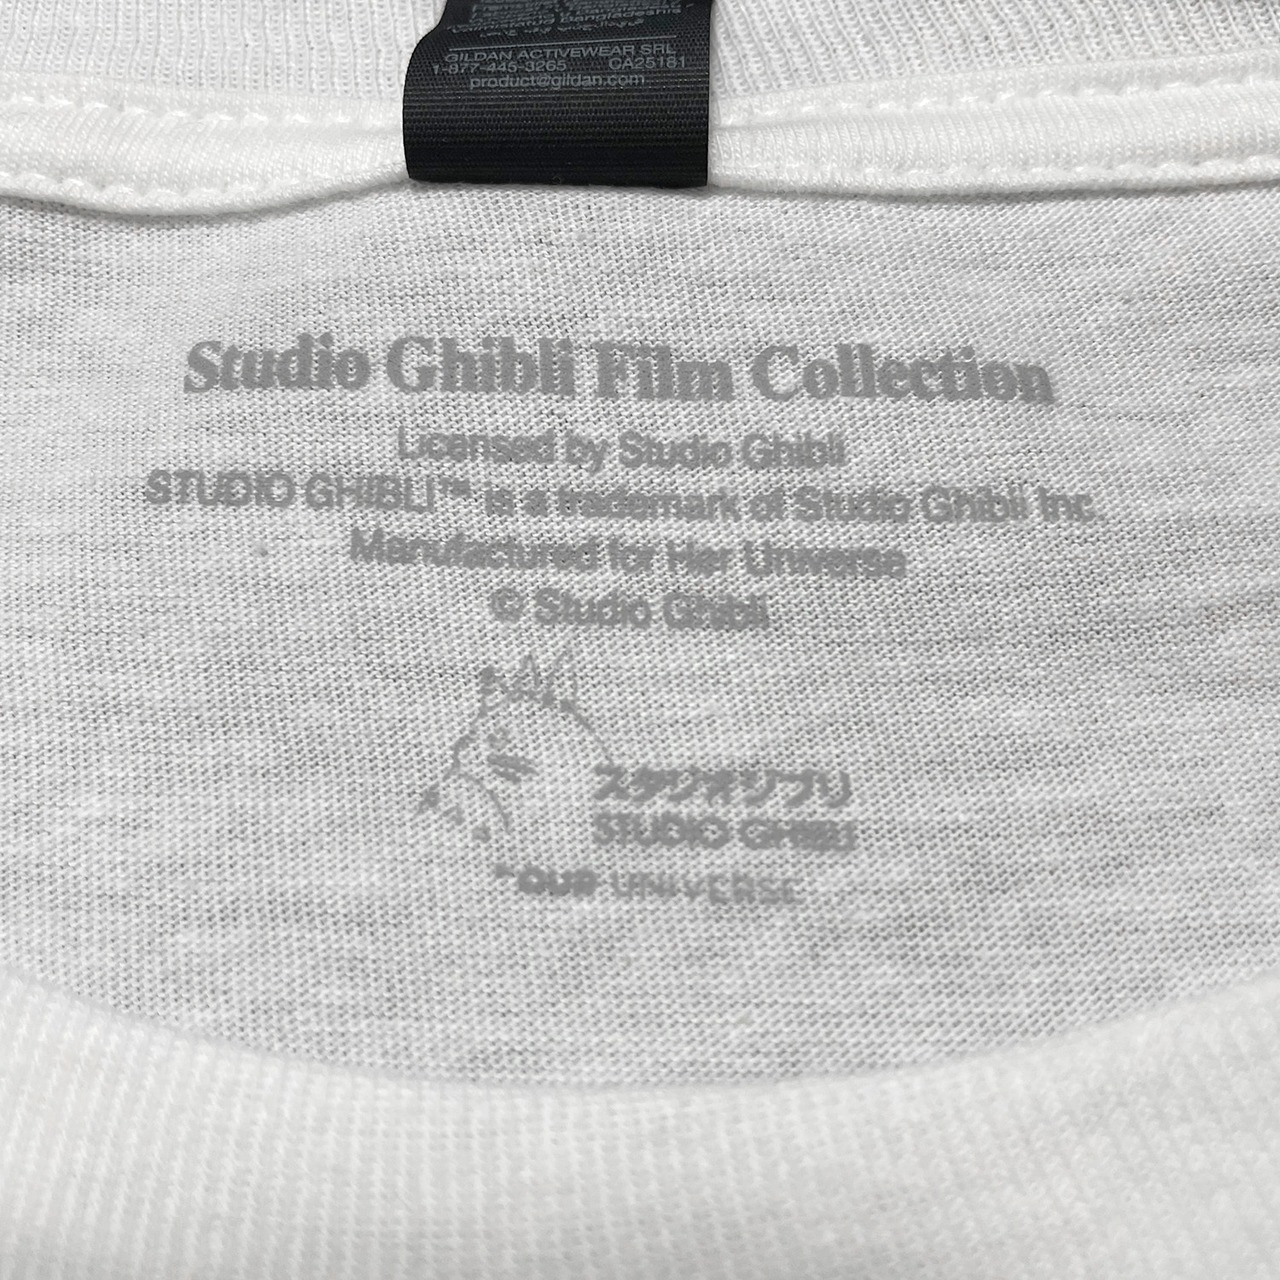 GILDAN ACTIVEWEAR SRL
1-877-445-3265 CA25181
product@gildan.com
Studio Ghibli Film Collection
Licensed by Studio Ghibli
STUDIO GHIBLI™ is a trademark of Studio Ghibli Inc.
Manufactured for Her Universe
© Studio Ghibli
スタジオジブリ
STUDIO GHIBLI
OUR UNIVERSE